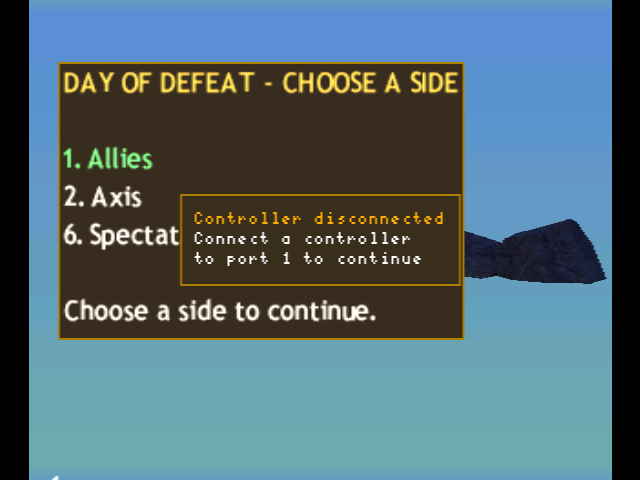 DAY OF DEFEAT - CHOOSE A SIDE
1. Allies
2. Axis
6. Spectat
Controller disconnected
Connect a controller
to port 1 to continue
Choose a side to continue.